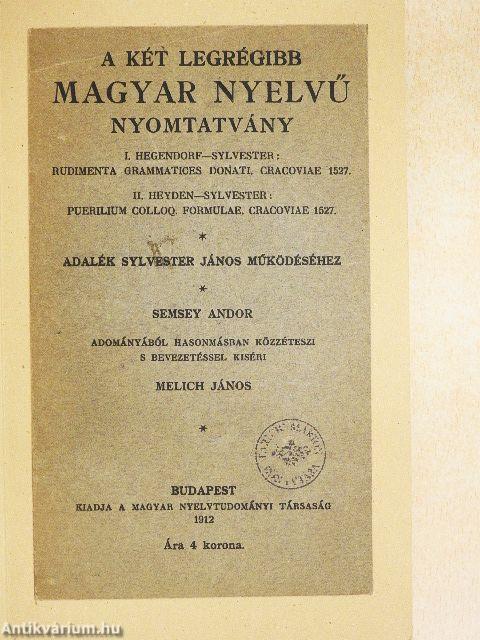 A KÉT LEGRÉGIBB
MAGYAR NYELVŰ
NYOMTATVÁNY
I. HEGENDORF—SYLVESTER:
RUDIMENTA GRAMMATICES DONATI, CRACOVIAE 1527.
II. HEYDEN—SYLVESTER:
PUERILIUM COLLOQ. FORMULAE, CRACOVIAE 1527.
*
ADALÉK SYLVESTER JÁNOS MŰKÖDÉSÉHEZ
*
SEMSEY ANDOR
ADOMÁNYÁBÓL HASONMÁSBAN KÖZZÉTESZI
S BEVEZETÉSSEL KISÉRI
MELICH JÁNOS
*
BUDAPEST
KIADJA A MAGYAR NYELVTUDOMÁNYI TÁRSASÁG
1912
Ára 4 korona.
Antikvárium.hu